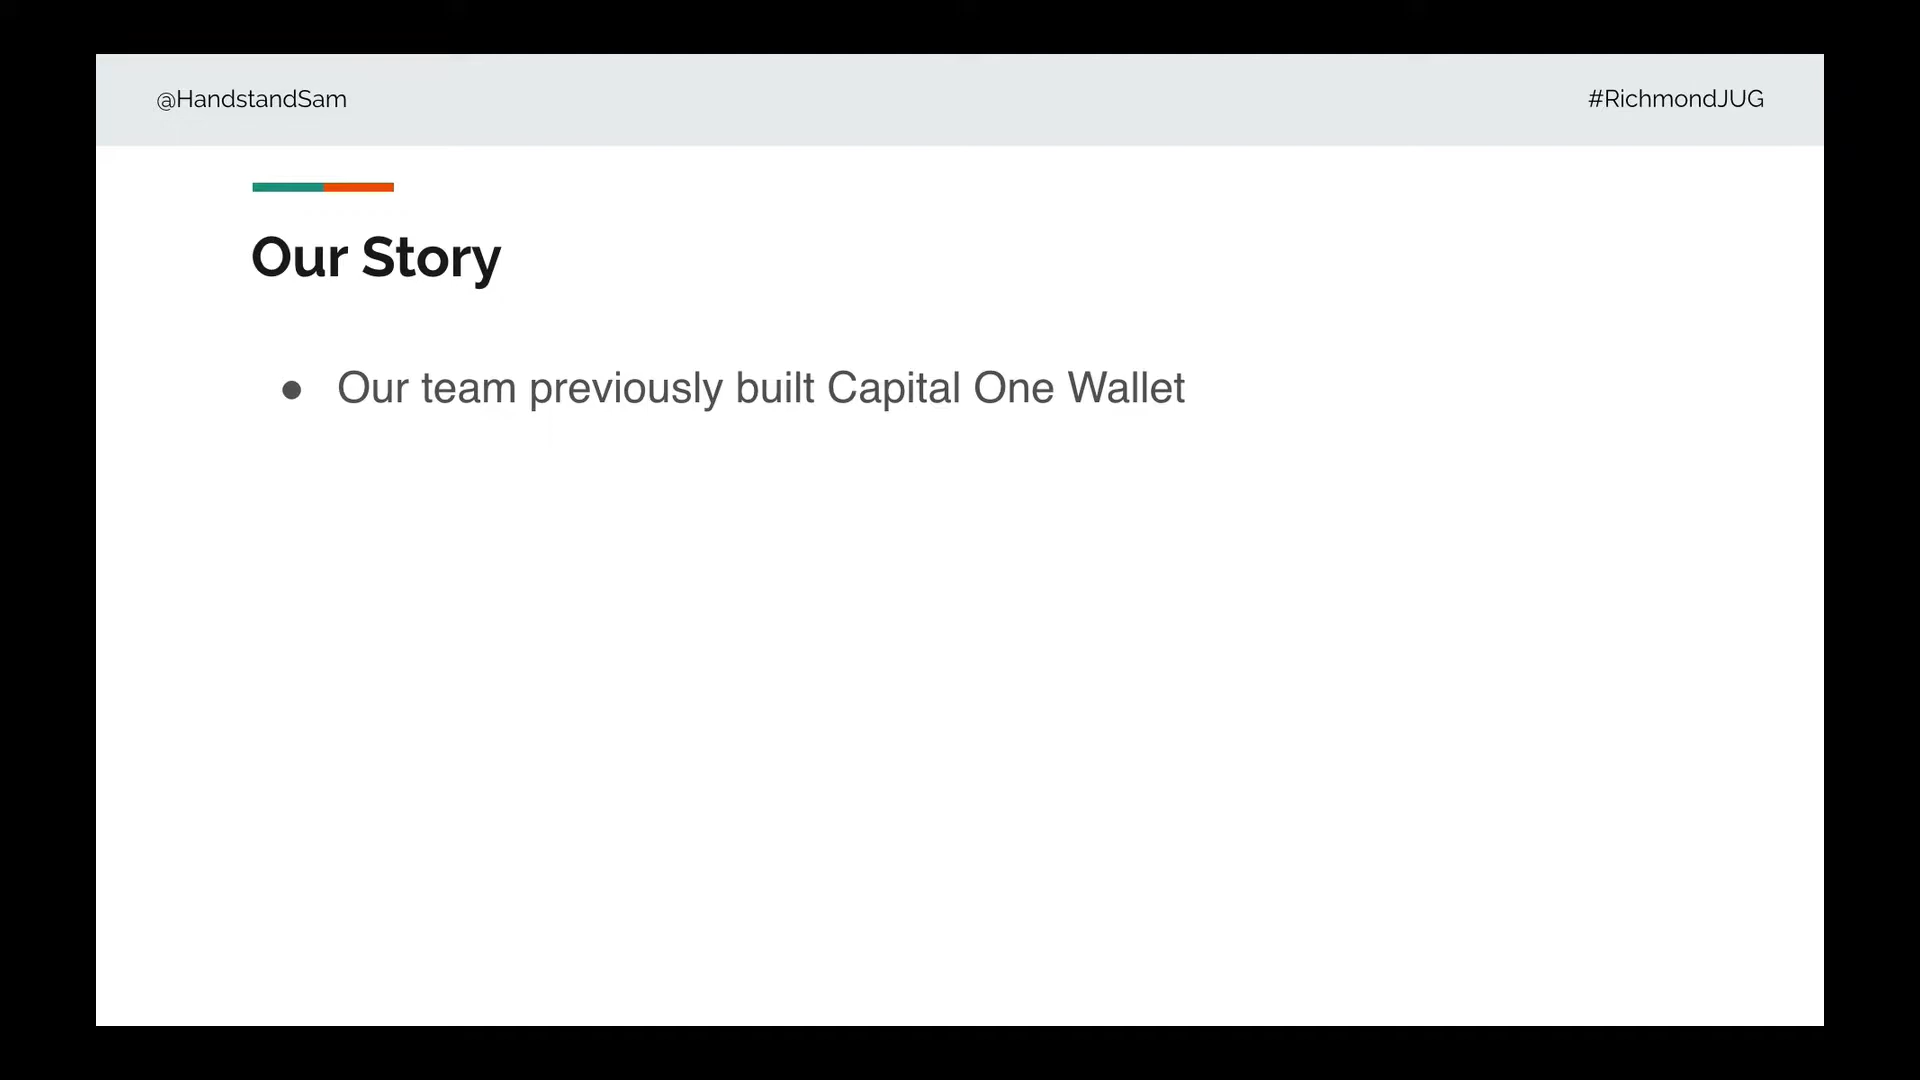 @HandstandSam
#RichmondJUG
Our Story
● Our team previously built Capital One Wallet